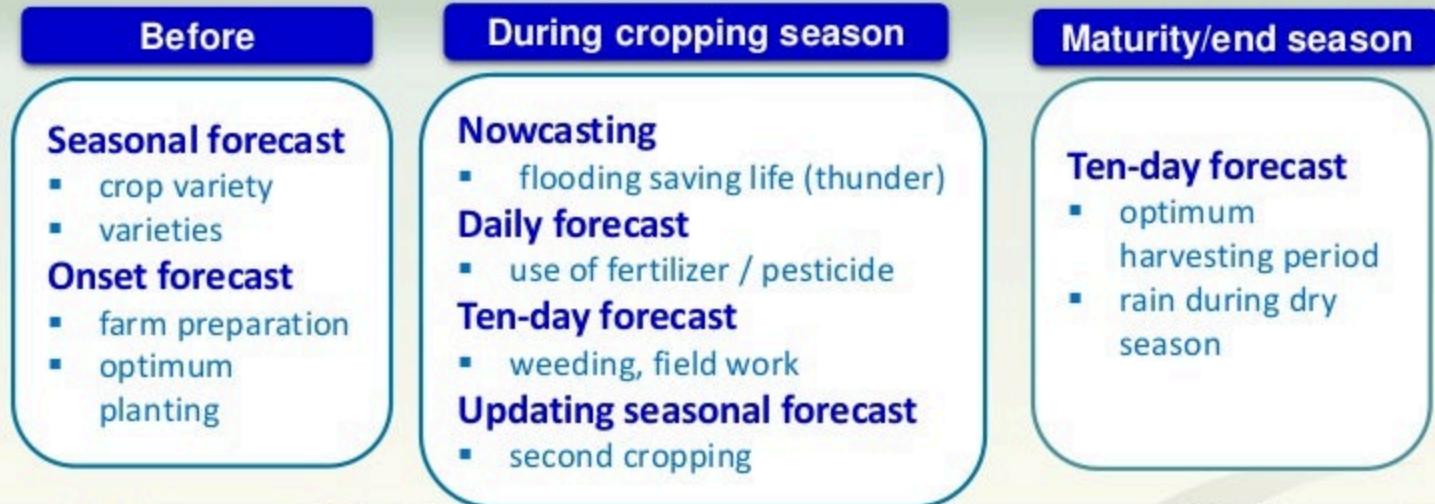 Before
Seasonal forecast
▪ crop variety
▪ varieties
Onset forecast
▪ farm preparation
▪ optimum
planting
During cropping season
Nowcasting
▪ flooding saving life (thunder)
Daily forecast
▪ use of fertilizer / pesticide
Ten-day forecast
▪ weeding, field work
Updating seasonal forecast
▪ second cropping
Maturity/end season
Ten-day forecast
▪ optimum
harvesting period
▪ rain during dry
season